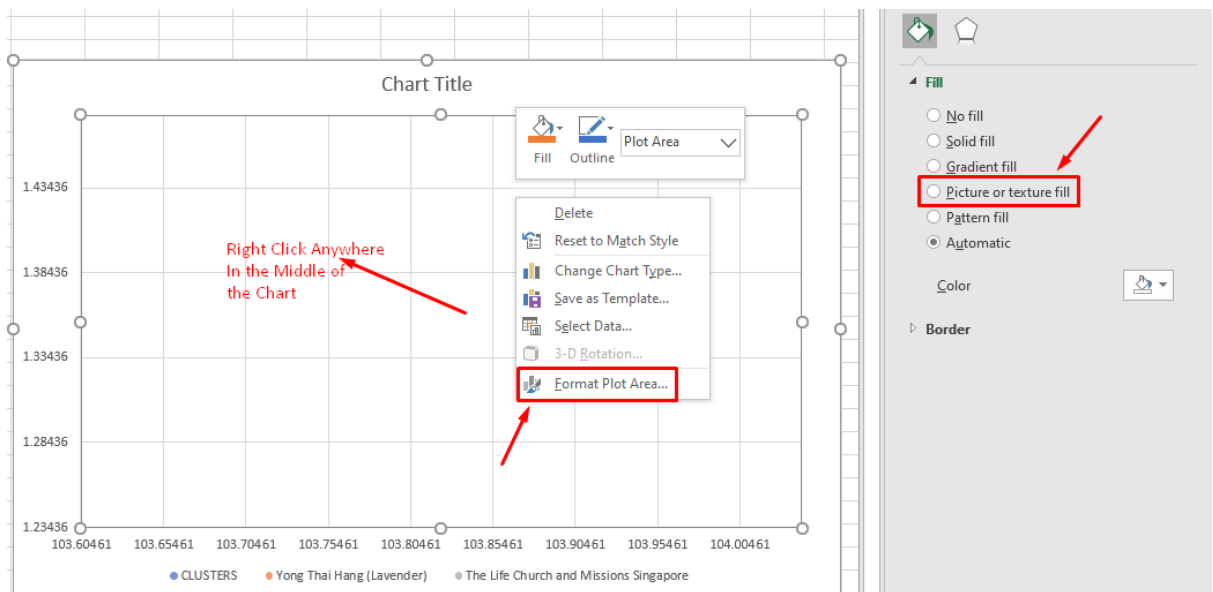 Chart Title
Fill
Outline
Plot Area
1.43436
1.38436
1.33436
1.28436
1.23436
Right Click Anywhere
In the Middle of
the Chart
Delete
Reset to Match Style
Change Chart Type...
Save as Template...
Select Data...
3-D Rotation...
Format Plot Area...
103.60461 103.65461 103.70461 103.75461 103.80461 103.85461 103.90461 103.95461 104.00461
CLUSTERS Yong Thai Hang (Lavender) The Life Church and Missions Singapore
Fill
No fill
Solid fill
Gradient fill
Picture or texture fill
Pattern fill
Automatic
Color
Border